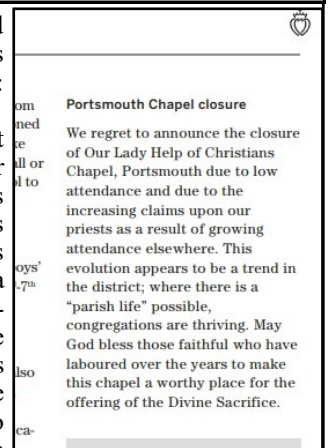 Portsmouth Chapel closure
We regret to announce the closure
of Our Lady Help of Christians
Chapel, Portsmouth due to low
attendance and due to the
increasing claims upon our
priests as a result of growing
attendance elsewhere. This
evolution appears to be a trend in
the district; where there is a
“parish life” possible,
congregations are thriving. May
God bless those faithful who have
laboured over the years to make
this chapel a worthy place for the
offering of the Divine Sacrifice.